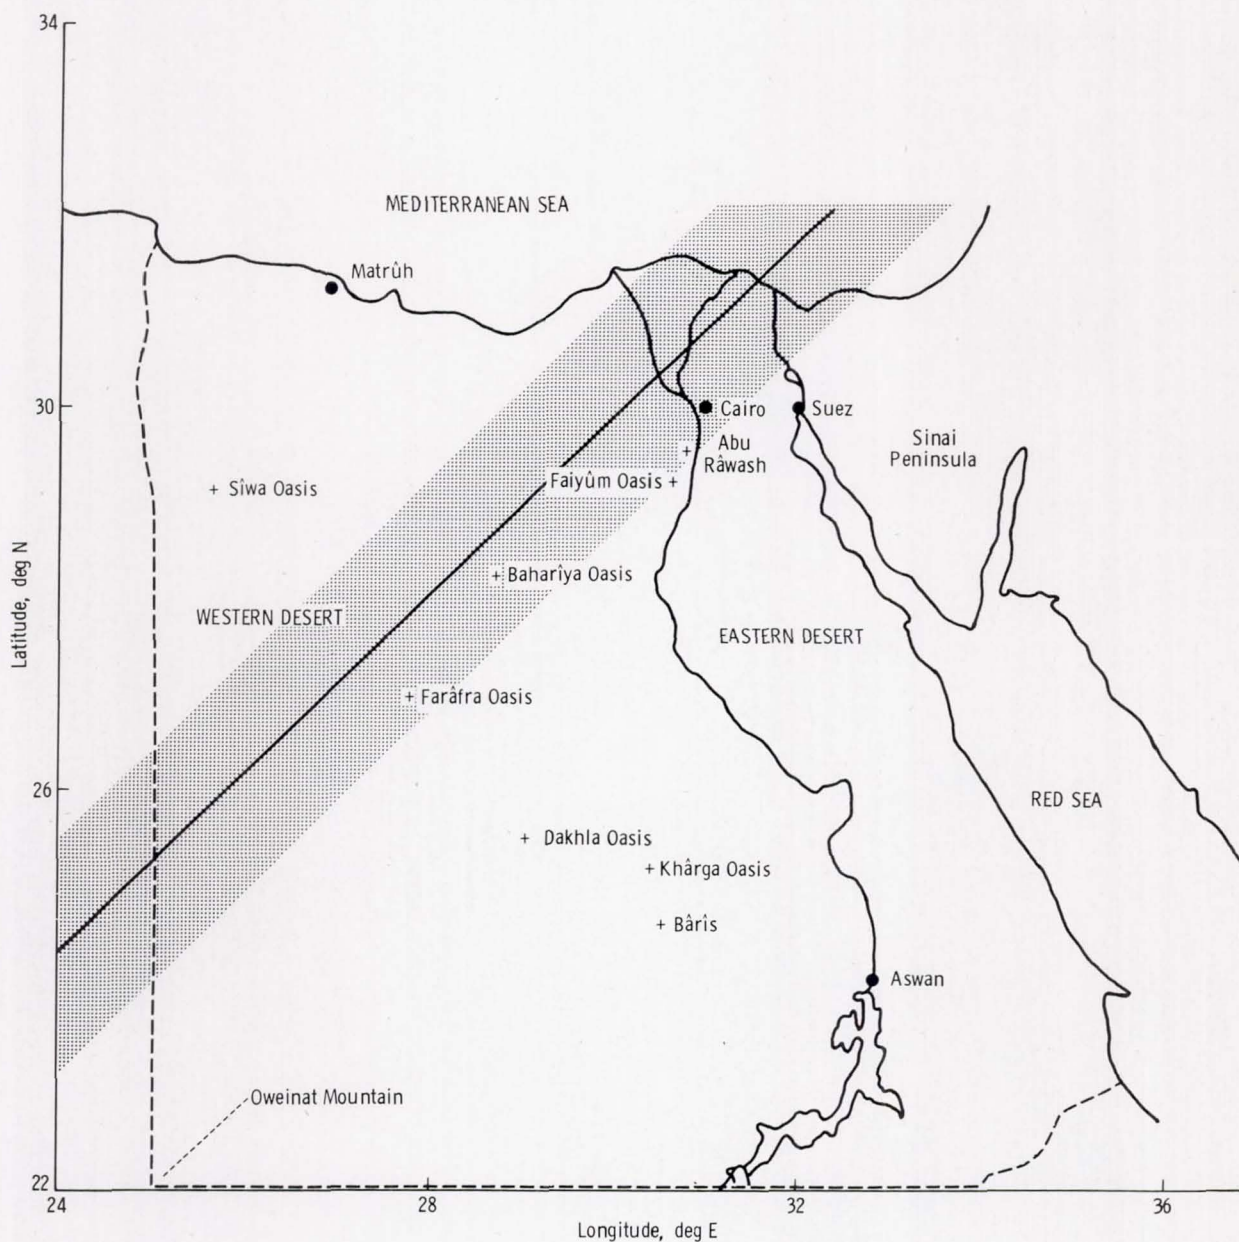 34
MEDITERRANEAN SEA
Matrûh
30
Cairo
Suez
Abu
Râwash
Sinai
Peninsula
Faiyûm Oasis
Sîwa Oasis
Baharîya Oasis
WESTERN DESERT
EASTERN DESERT
Latitude, deg N
Farâfra Oasis
26
RED SEA
Dakhla Oasis
Khârga Oasis
Bârîs
Aswan
Oweinat Mountain
22
24
28
32
36
Longitude, deg E